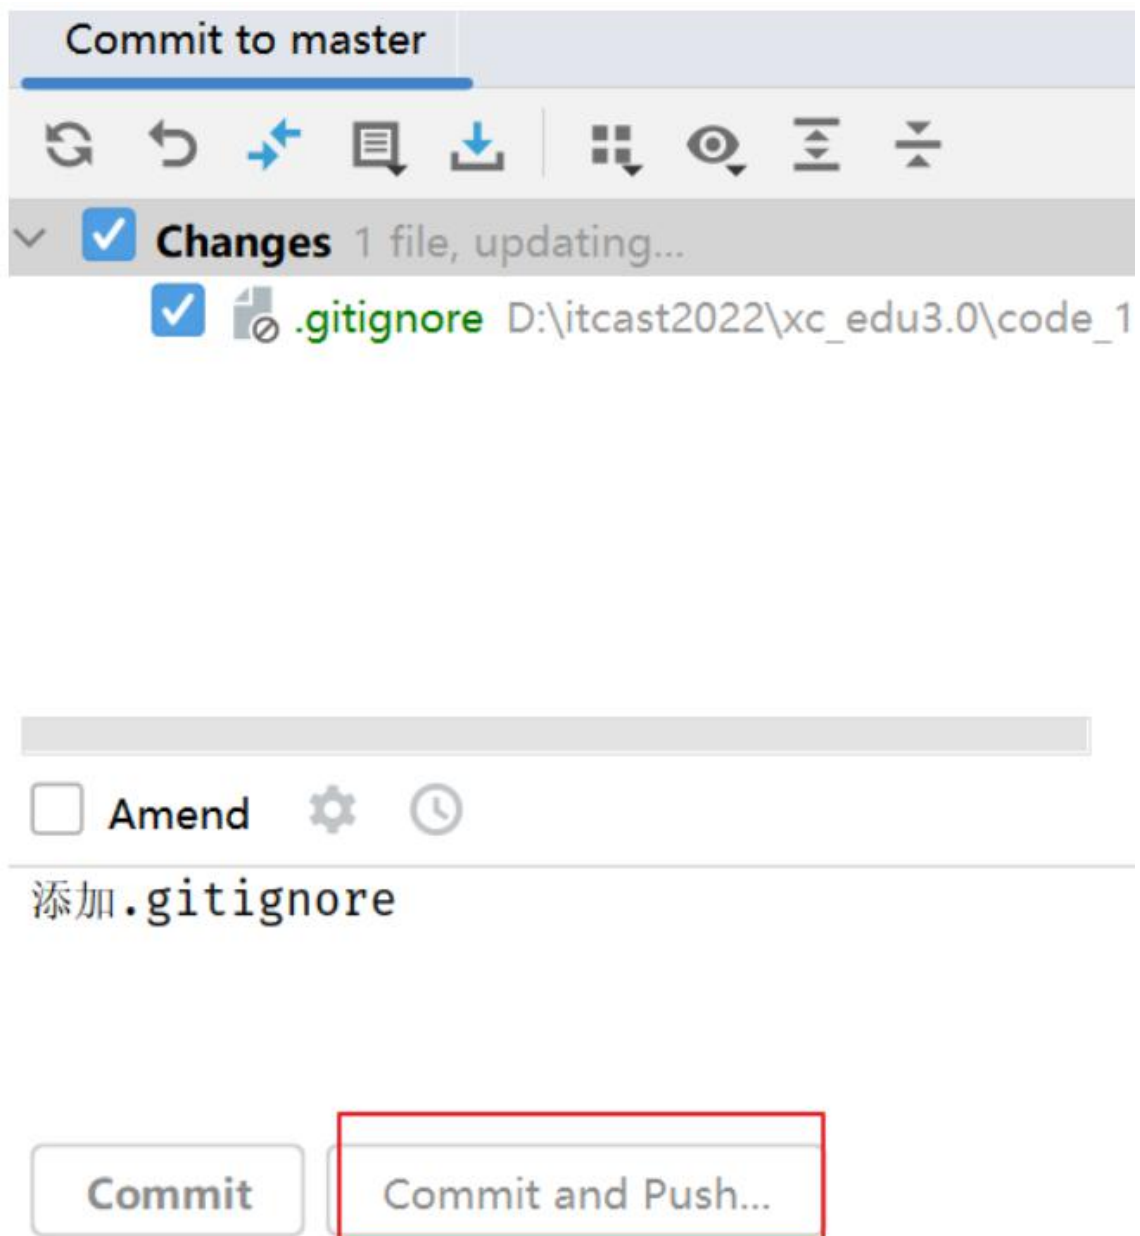 Commit to master
Changes 1 file, updating...
.gitignore D:\itcast2022\xc_edu3.0\code_1
Amend
添加.gitignore
Commit Commit and Push...